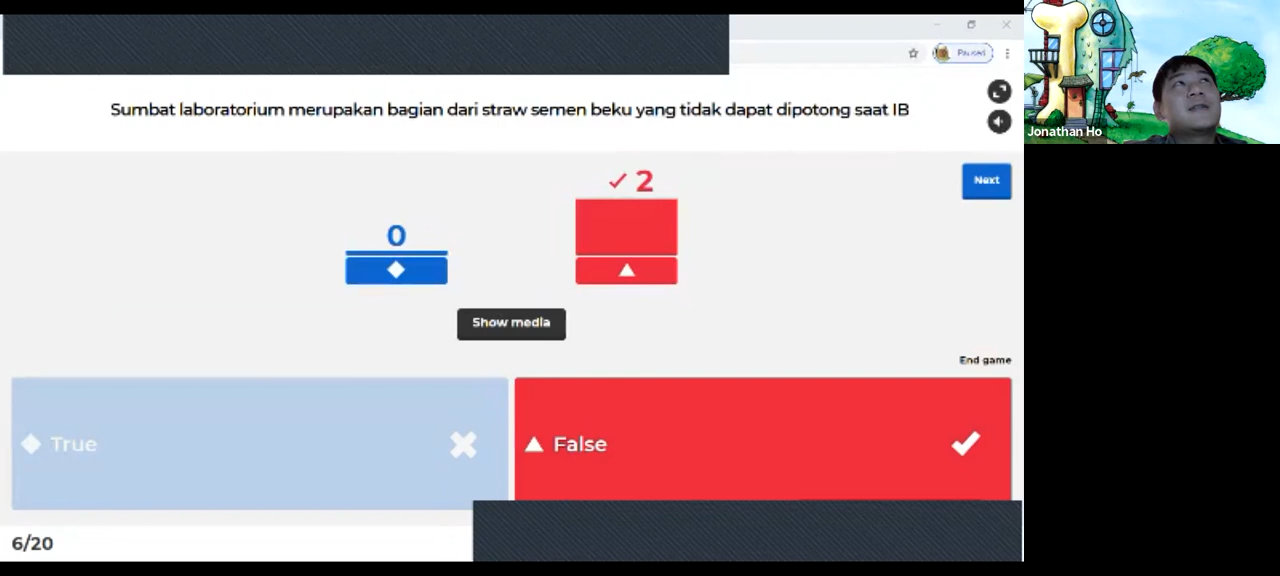 Sumbat laboratorium merupakan bagian dari straw semen beku yang tidak dapat dipotong saat IB
Jonathan Ho
2
Next
0
Show media
End game
True
False
6/20